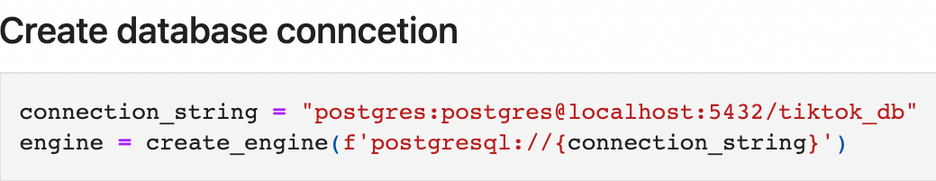 Create database conncetion
connection_string = "postgres:postgres@localhost:5432/tiktok_db"
engine = create_engine(f'postgresql://{connection_string}')